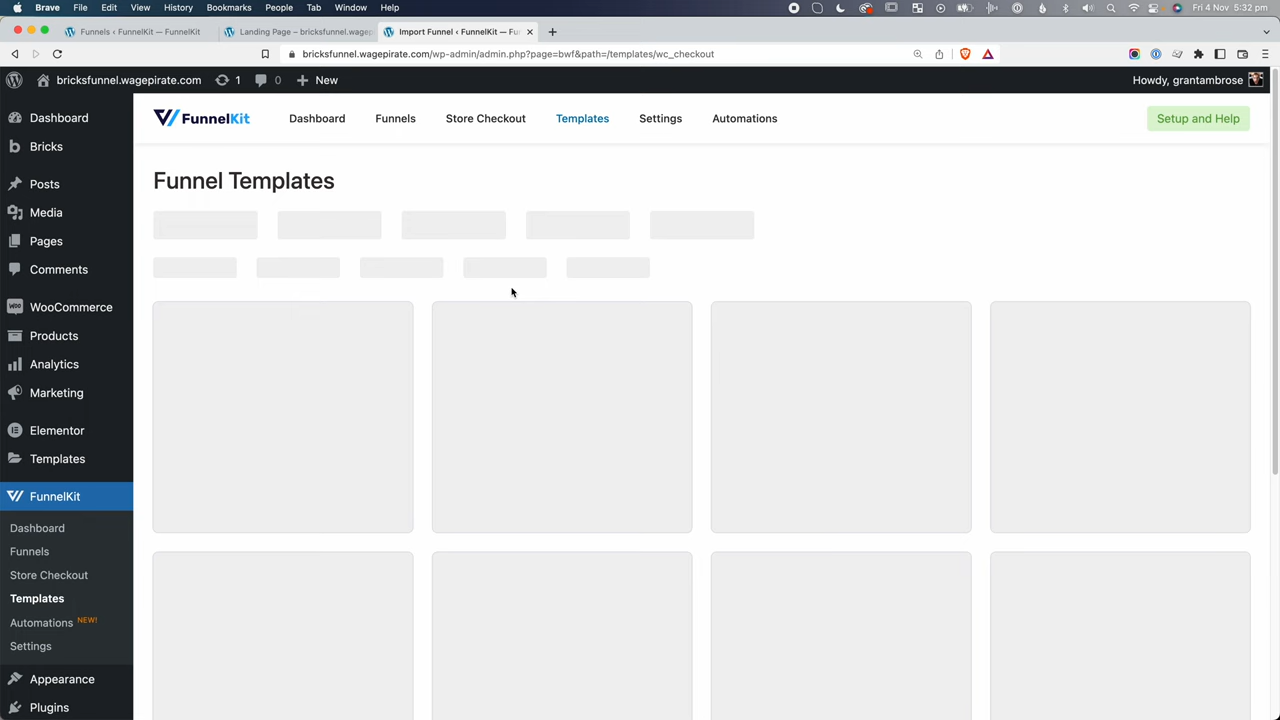 Brave File Edit View History Bookmarks People Tab Window Help
Fri 4 Nov 5:32 pm
Funnels ‹ FunnelKit — FunnelKit
Landing Page – bricksfunnel.wagep
Import Funnel ‹ FunnelKit — Fu
bricksfunnel.wagepirate.com/wp-admin/admin.php?page=bwf&path=/templates/wc_checkout
bricksfunnel.wagepirate.com 1 0 New
Howdy, grantambrose
FunnelKit
Dashboard Funnels Store Checkout Templates Settings Automations
Setup and Help
Funnel Templates
Dashboard
Bricks
Posts
Media
Pages
Comments
WooCommerce
Products
Analytics
Marketing
Elementor
Templates
FunnelKit
Dashboard
Funnels
Store Checkout
Templates
Automations NEW!
Settings
Appearance
Plugins